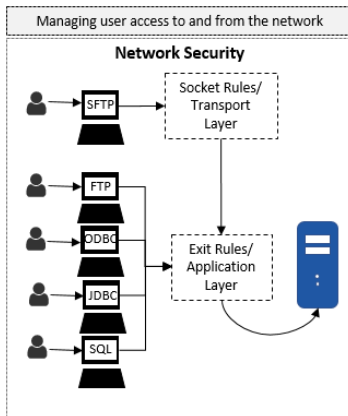 Managing user access to and from the network
Network Security
SFTP
Socket Rules/
Transport
Layer
FTP
ODBC
Exit Rules/
Application
Layer
JDBC
SQL